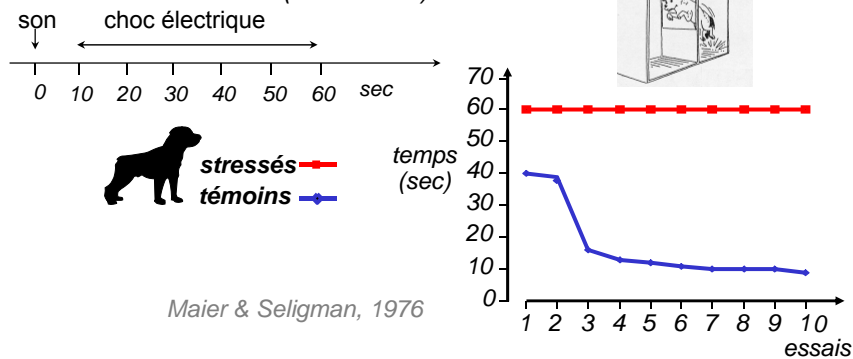 son
choc électrique
0 10 20 30 40 50 60 sec
stressés
témoins
Maier & Seligman, 1976
temps
(sec)
70
60
50
40
30
20
10
0
1 2 3 4 5 6 7 8 9 10
essais